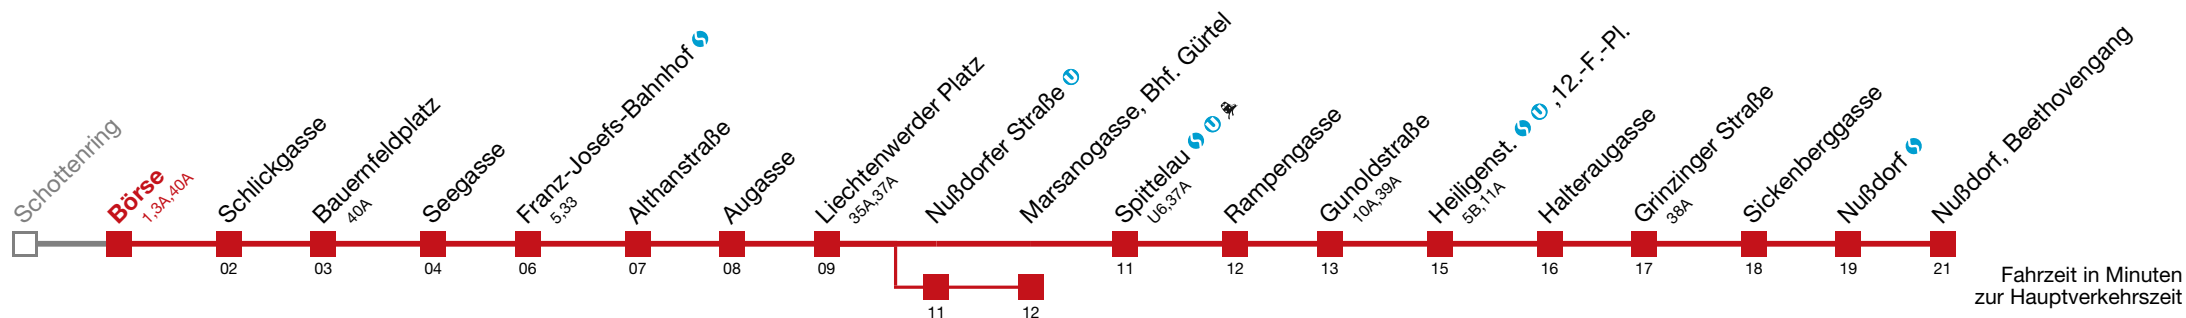 Schottenring
Börse
1,3A,40A
Schlickgasse
02
Bauernfeldplatz
40A
03
Seegasse
04
Franz-Josefs-Bahnhof
5,33
06
Althanstraße
07
Augasse
08
Liechtenwerder Platz
35A,37A
09
Nußdorfer Straße U
11
Marsanogasse, Bhf. Gürtel
12
Spittelau U
U6,37A
11
Rampengasse
12
Gunoldstraße
10A,39A
13
Heiligenst. U ,12.-F.-Pl.
5B,11A
15
Halteraugasse
16
Grinzinger Straße
38A
17
Sickenberggasse
18
Nußdorf
19
Nußdorf, Beethovengang
21
Fahrzeit in Minuten
zur Hauptverkehrszeit